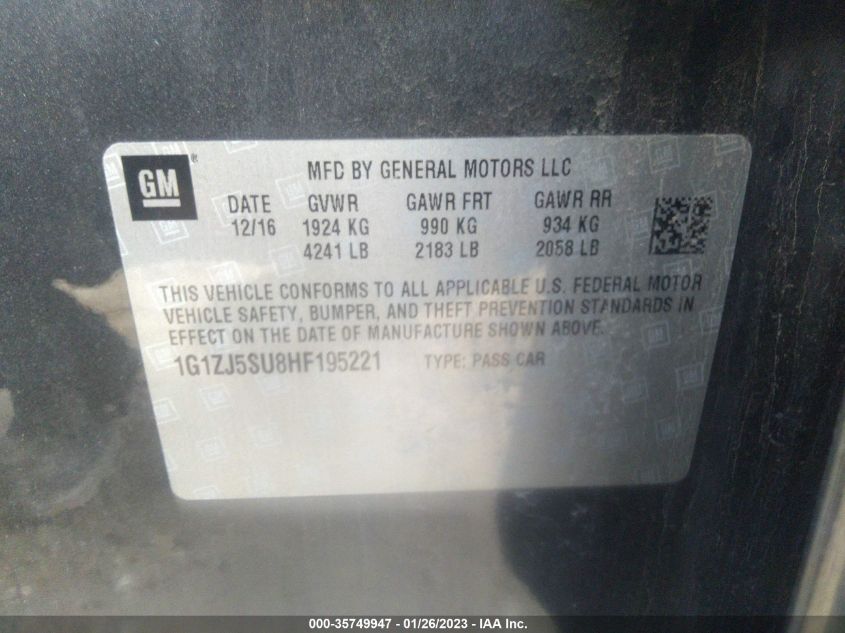 GM ®
MFD BY GENERAL MOTORS LLC
DATE GVWR GAWR FRT GAWR RR
12/16 1924 KG 990 KG 934 KG
4241 LB 2183 LB 2058 LB
THIS VEHICLE CONFORMS TO ALL APPLICABLE U.S. FEDERAL MOTOR
VEHICLE SAFETY, BUMPER, AND THEFT PREVENTION STANDARDS IN
EFFECT ON THE DATE OF MANUFACTURE SHOWN ABOVE.
1G1ZJ5SU8HF195221 TYPE: PASS CAR
000-35749947 - 01/26/2023 - IAA Inc.